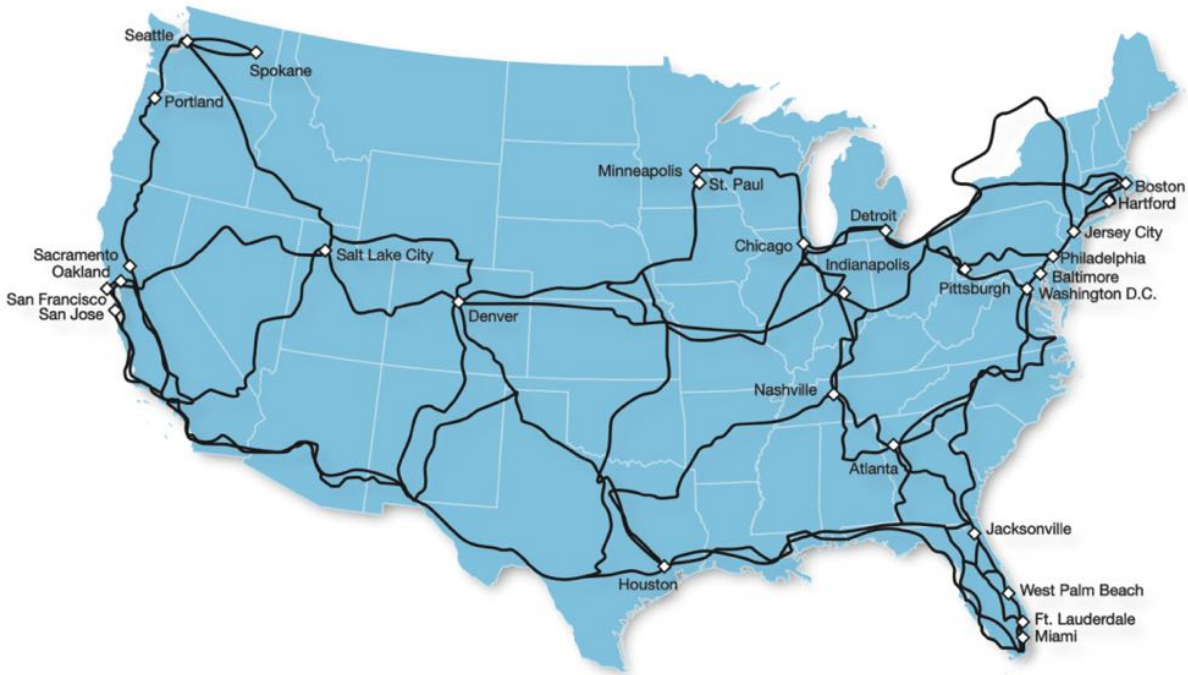 Seattle
Spokane
Portland
Minneapolis
St. Paul
Boston
Hartford
Detroit
Jersey City
Chicago
Sacramento
Salt Lake City
Indianapolis
Philadelphia
Oakland
Baltimore
Pittsburgh
Washington D.C.
San Francisco
San Jose
Denver
Nashville
Atlanta
Jacksonville
Houston
West Palm Beach
Ft. Lauderdale
Miami